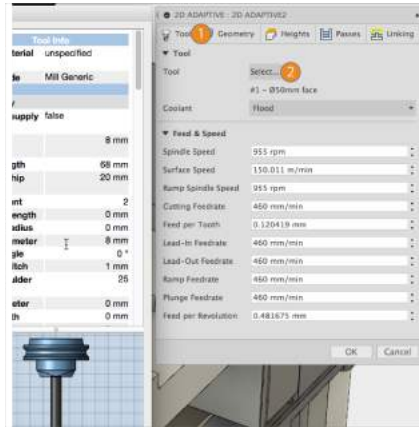 Tool Info
terial unspecified
de Mill Generic
y
supply false
8 mm
gth 68 mm
hip 20 mm
nt 2
ength 0 mm
dius 0 mm
meter 8 mm
gle 0 °
itch 1 mm
ulder 26
eter 0 mm
th 0 mm
2D ADAPTIVE : 2D ADAPTIVE2
Tool 1 Geometry Heights Passes Linking
▼ Tool
Tool Select... 2
#1 - Ø50mm face
Coolant Flood
▼ Feed & Speed
Spindle Speed 955 rpm
Surface Speed 150.011 m/min
Ramp Spindle Speed 955 rpm
Cutting Feedrate 460 mm/min
Feed per Tooth 0.120419 mm
Lead-In Feedrate 460 mm/min
Lead-Out Feedrate 460 mm/min
Ramp Feedrate 460 mm/min
Plunge Feedrate 460 mm/min
Feed per Revolution 0.481675 mm
OK Cancel